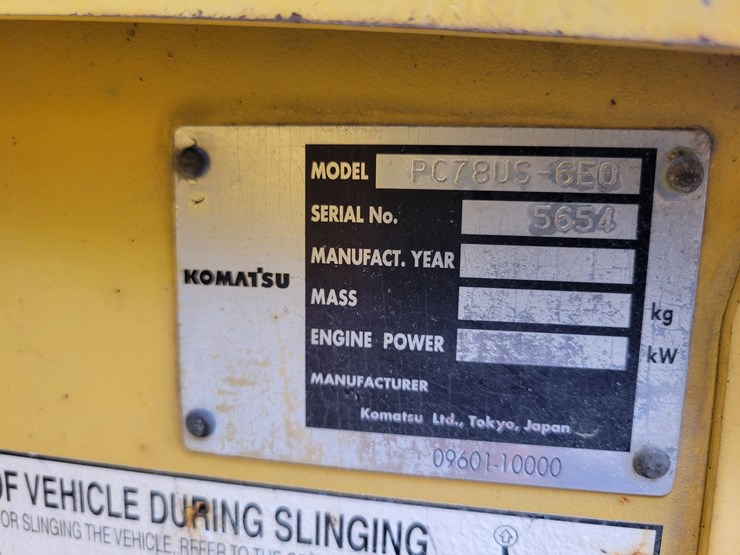 MODEL PC78US-6E0
SERIAL No. 5654
MANUFACT. YEAR
KOMATSU
MASS kg
ENGINE POWER kW
MANUFACTURER
Komatsu Ltd., Tokyo, Japan
09601-10000
OF VEHICLE DURING SLINGING
OR SLINGING THE VEHICLE, REFER TO THE